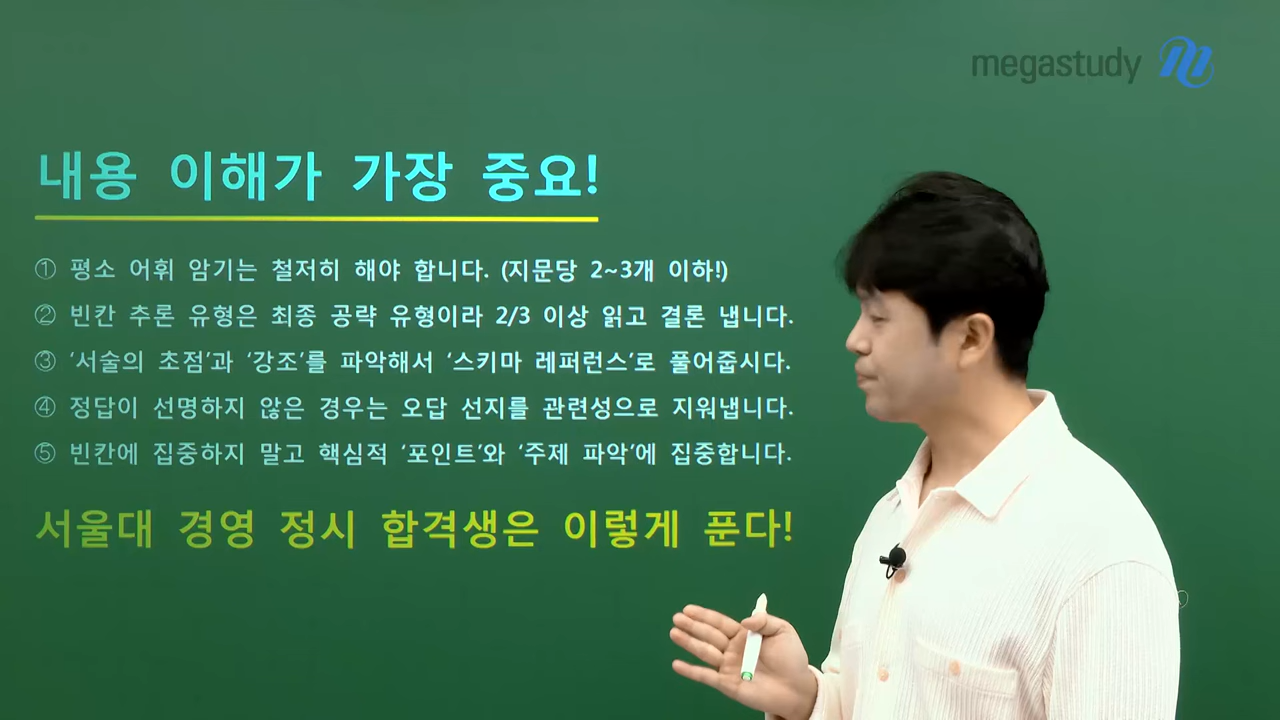 megastudy
내용 이해가 가장 중요!
① 평소 어휘 암기는 철저히 해야 합니다. (지문당 2~3개 이하!)
② 빈칸 추론 유형은 최종 공략 유형이라 2/3 이상 읽고 결론 냅니다.
③ ‘서술의 초점’과 ‘강조’를 파악해서 ‘스키마 레퍼런스’로 풀어줍시다.
④ 정답이 선명하지 않은 경우는 오답 선지를 관련성으로 지워냅니다.
⑤ 빈칸에 집중하지 말고 핵심적 ‘포인트’와 ‘주제 파악’에 집중합니다.
서울대 경영 정시 합격생은 이렇게 푼다!